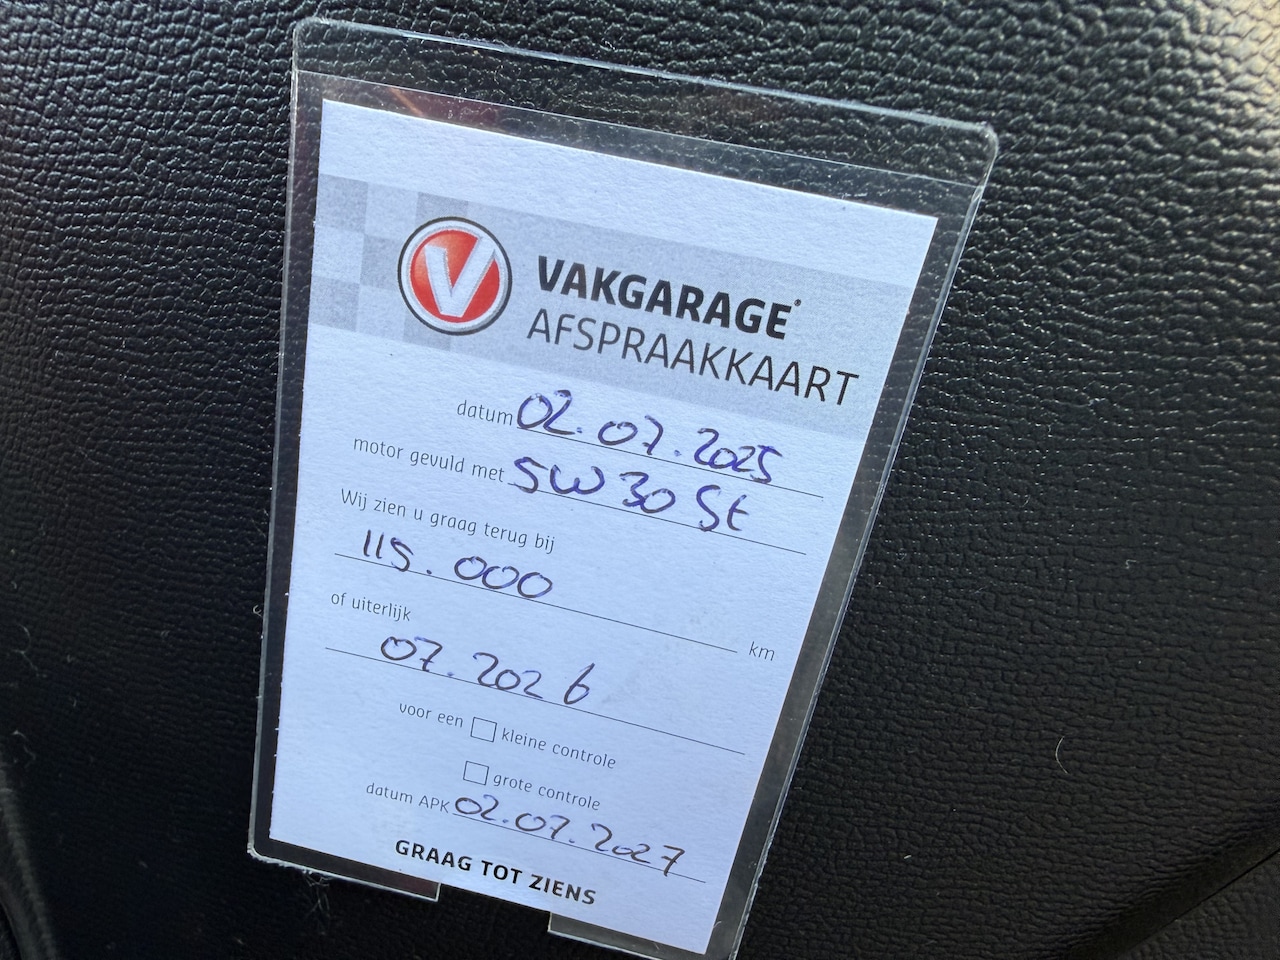 V
VAKGARAGE®
AFSPRAAKKAART
datum 02.07.2025
motor gevuld met 5W30 St
Wij zien u graag terug bij
115.000 km
of uiterlijk
07.2026
voor een kleine controle
grote controle
datum APK 02.07.2027
GRAAG TOT ZIENS